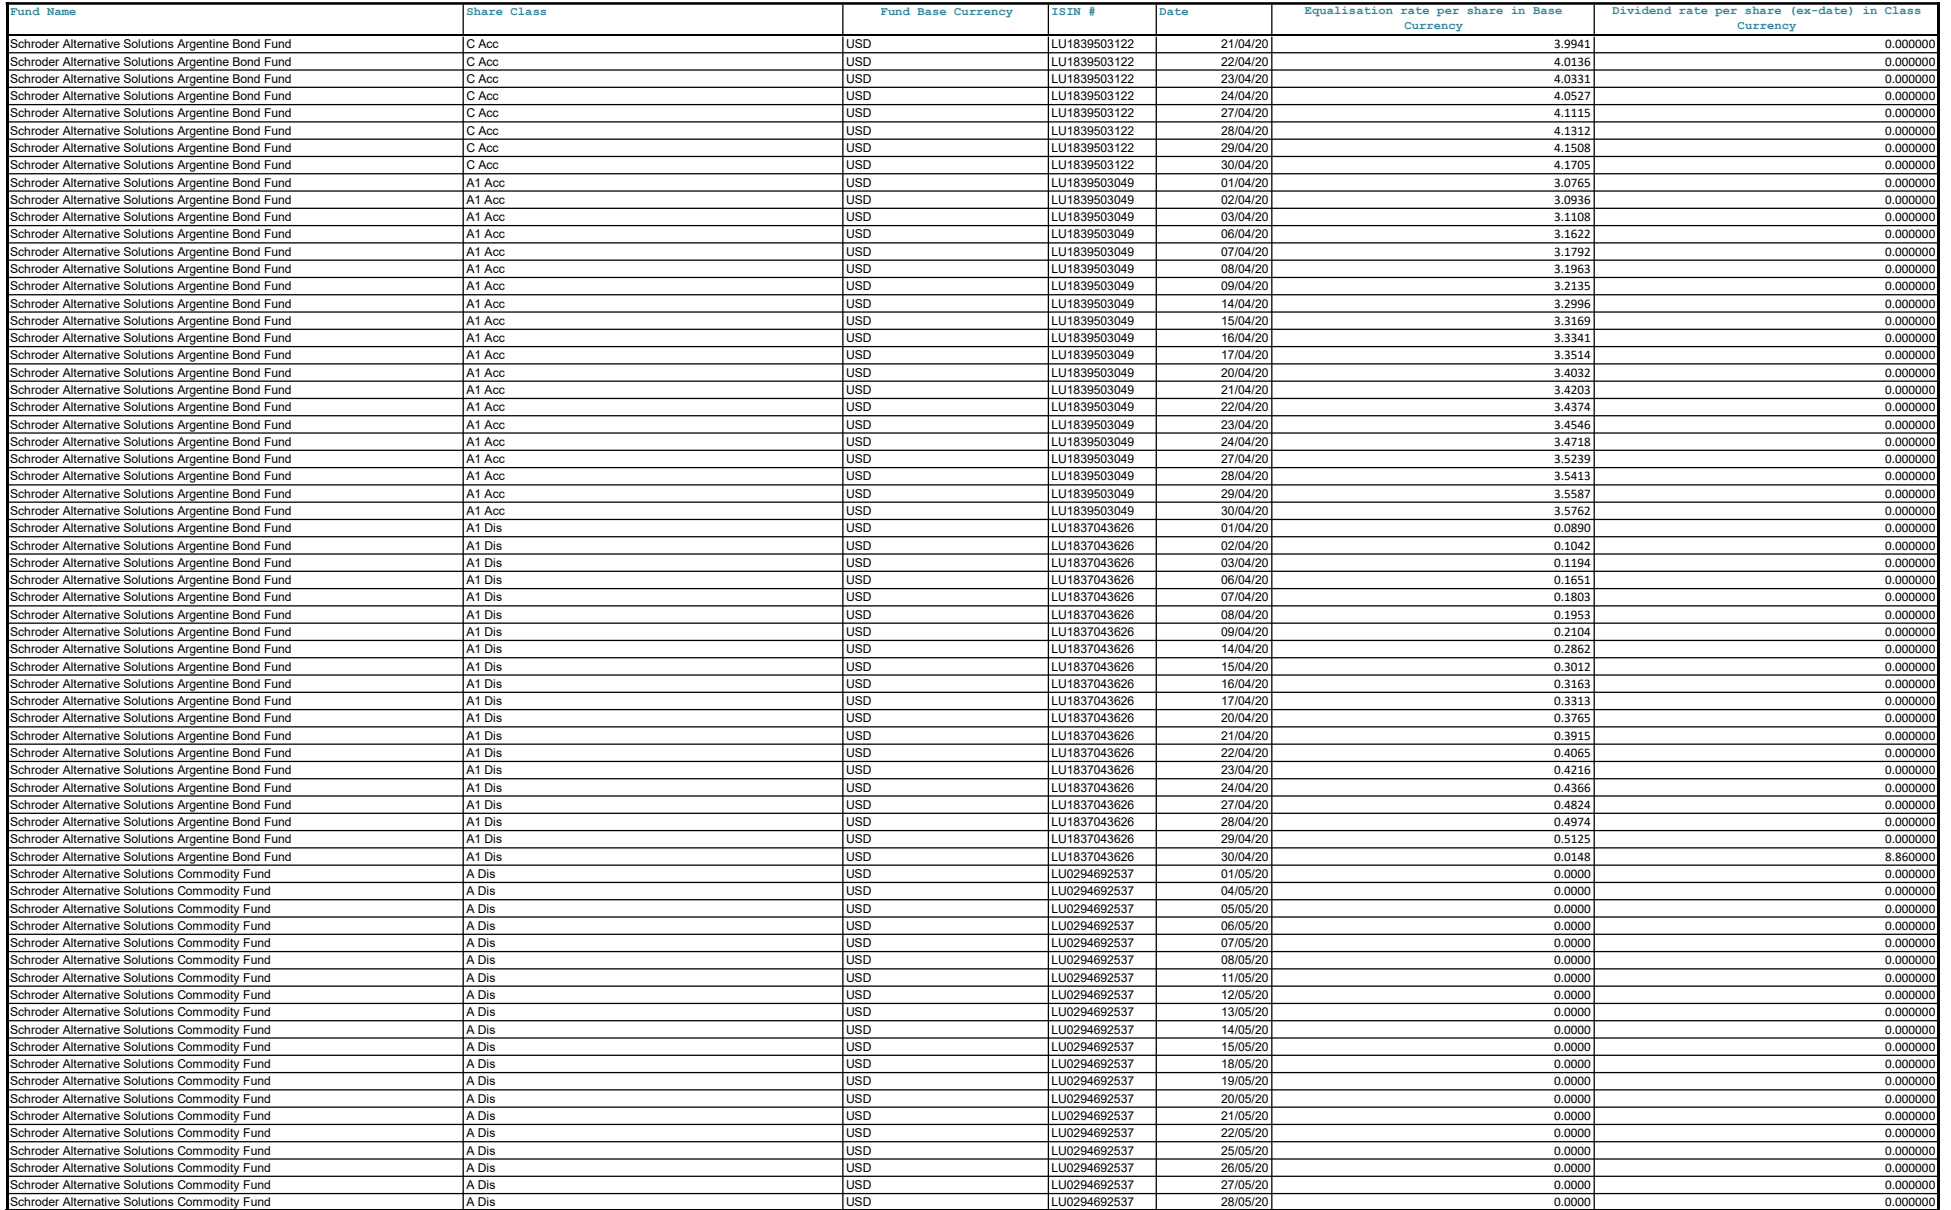 Fund Name Share Class Fund Base Currency ISIN # Date Equalisation rate per share in Base Currency Dividend rate per share (ex-date) in Class Currency
Schroder Alternative Solutions Argentine Bond Fund C Acc USD LU1839503122 21/04/20 3.9941 0.000000
Schroder Alternative Solutions Argentine Bond Fund C Acc USD LU1839503122 22/04/20 4.0136 0.000000
Schroder Alternative Solutions Argentine Bond Fund C Acc USD LU1839503122 23/04/20 4.0331 0.000000
Schroder Alternative Solutions Argentine Bond Fund C Acc USD LU1839503122 24/04/20 4.0527 0.000000
Schroder Alternative Solutions Argentine Bond Fund C Acc USD LU1839503122 27/04/20 4.1115 0.000000
Schroder Alternative Solutions Argentine Bond Fund C Acc USD LU1839503122 28/04/20 4.1312 0.000000
Schroder Alternative Solutions Argentine Bond Fund C Acc USD LU1839503122 29/04/20 4.1508 0.000000
Schroder Alternative Solutions Argentine Bond Fund C Acc USD LU1839503122 30/04/20 4.1705 0.000000
Schroder Alternative Solutions Argentine Bond Fund A1 Acc USD LU1839503049 01/04/20 3.0765 0.000000
Schroder Alternative Solutions Argentine Bond Fund A1 Acc USD LU1839503049 02/04/20 3.0936 0.000000
Schroder Alternative Solutions Argentine Bond Fund A1 Acc USD LU1839503049 03/04/20 3.1108 0.000000
Schroder Alternative Solutions Argentine Bond Fund A1 Acc USD LU1839503049 06/04/20 3.1622 0.000000
Schroder Alternative Solutions Argentine Bond Fund A1 Acc USD LU1839503049 07/04/20 3.1792 0.000000
Schroder Alternative Solutions Argentine Bond Fund A1 Acc USD LU1839503049 08/04/20 3.1963 0.000000
Schroder Alternative Solutions Argentine Bond Fund A1 Acc USD LU1839503049 09/04/20 3.2135 0.000000
Schroder Alternative Solutions Argentine Bond Fund A1 Acc USD LU1839503049 14/04/20 3.2996 0.000000
Schroder Alternative Solutions Argentine Bond Fund A1 Acc USD LU1839503049 15/04/20 3.3169 0.000000
Schroder Alternative Solutions Argentine Bond Fund A1 Acc USD LU1839503049 16/04/20 3.3341 0.000000
Schroder Alternative Solutions Argentine Bond Fund A1 Acc USD LU1839503049 17/04/20 3.3514 0.000000
Schroder Alternative Solutions Argentine Bond Fund A1 Acc USD LU1839503049 20/04/20 3.4032 0.000000
Schroder Alternative Solutions Argentine Bond Fund A1 Acc USD LU1839503049 21/04/20 3.4203 0.000000
Schroder Alternative Solutions Argentine Bond Fund A1 Acc USD LU1839503049 22/04/20 3.4374 0.000000
Schroder Alternative Solutions Argentine Bond Fund A1 Acc USD LU1839503049 23/04/20 3.4546 0.000000
Schroder Alternative Solutions Argentine Bond Fund A1 Acc USD LU1839503049 24/04/20 3.4718 0.000000
Schroder Alternative Solutions Argentine Bond Fund A1 Acc USD LU1839503049 27/04/20 3.5239 0.000000
Schroder Alternative Solutions Argentine Bond Fund A1 Acc USD LU1839503049 28/04/20 3.5413 0.000000
Schroder Alternative Solutions Argentine Bond Fund A1 Acc USD LU1839503049 29/04/20 3.5587 0.000000
Schroder Alternative Solutions Argentine Bond Fund A1 Acc USD LU1839503049 30/04/20 3.5762 0.000000
Schroder Alternative Solutions Argentine Bond Fund A1 Dis USD LU1837043626 01/04/20 0.0890 0.000000
Schroder Alternative Solutions Argentine Bond Fund A1 Dis USD LU1837043626 02/04/20 0.1042 0.000000
Schroder Alternative Solutions Argentine Bond Fund A1 Dis USD LU1837043626 03/04/20 0.1194 0.000000
Schroder Alternative Solutions Argentine Bond Fund A1 Dis USD LU1837043626 06/04/20 0.1651 0.000000
Schroder Alternative Solutions Argentine Bond Fund A1 Dis USD LU1837043626 07/04/20 0.1803 0.000000
Schroder Alternative Solutions Argentine Bond Fund A1 Dis USD LU1837043626 08/04/20 0.1953 0.000000
Schroder Alternative Solutions Argentine Bond Fund A1 Dis USD LU1837043626 09/04/20 0.2104 0.000000
Schroder Alternative Solutions Argentine Bond Fund A1 Dis USD LU1837043626 14/04/20 0.2862 0.000000
Schroder Alternative Solutions Argentine Bond Fund A1 Dis USD LU1837043626 15/04/20 0.3012 0.000000
Schroder Alternative Solutions Argentine Bond Fund A1 Dis USD LU1837043626 16/04/20 0.3163 0.000000
Schroder Alternative Solutions Argentine Bond Fund A1 Dis USD LU1837043626 17/04/20 0.3313 0.000000
Schroder Alternative Solutions Argentine Bond Fund A1 Dis USD LU1837043626 20/04/20 0.3765 0.000000
Schroder Alternative Solutions Argentine Bond Fund A1 Dis USD LU1837043626 21/04/20 0.3915 0.000000
Schroder Alternative Solutions Argentine Bond Fund A1 Dis USD LU1837043626 22/04/20 0.4065 0.000000
Schroder Alternative Solutions Argentine Bond Fund A1 Dis USD LU1837043626 23/04/20 0.4216 0.000000
Schroder Alternative Solutions Argentine Bond Fund A1 Dis USD LU1837043626 24/04/20 0.4366 0.000000
Schroder Alternative Solutions Argentine Bond Fund A1 Dis USD LU1837043626 27/04/20 0.4824 0.000000
Schroder Alternative Solutions Argentine Bond Fund A1 Dis USD LU1837043626 28/04/20 0.4974 0.000000
Schroder Alternative Solutions Argentine Bond Fund A1 Dis USD LU1837043626 29/04/20 0.5125 0.000000
Schroder Alternative Solutions Argentine Bond Fund A1 Dis USD LU1837043626 30/04/20 0.0148 8.860000
Schroder Alternative Solutions Commodity Fund A Dis USD LU0294692537 01/05/20 0.0000 0.000000
Schroder Alternative Solutions Commodity Fund A Dis USD LU0294692537 04/05/20 0.0000 0.000000
Schroder Alternative Solutions Commodity Fund A Dis USD LU0294692537 05/05/20 0.0000 0.000000
Schroder Alternative Solutions Commodity Fund A Dis USD LU0294692537 06/05/20 0.0000 0.000000
Schroder Alternative Solutions Commodity Fund A Dis USD LU0294692537 07/05/20 0.0000 0.000000
Schroder Alternative Solutions Commodity Fund A Dis USD LU0294692537 08/05/20 0.0000 0.000000
Schroder Alternative Solutions Commodity Fund A Dis USD LU0294692537 11/05/20 0.0000 0.000000
Schroder Alternative Solutions Commodity Fund A Dis USD LU0294692537 12/05/20 0.0000 0.000000
Schroder Alternative Solutions Commodity Fund A Dis USD LU0294692537 13/05/20 0.0000 0.000000
Schroder Alternative Solutions Commodity Fund A Dis USD LU0294692537 14/05/20 0.0000 0.000000
Schroder Alternative Solutions Commodity Fund A Dis USD LU0294692537 15/05/20 0.0000 0.000000
Schroder Alternative Solutions Commodity Fund A Dis USD LU0294692537 18/05/20 0.0000 0.000000
Schroder Alternative Solutions Commodity Fund A Dis USD LU0294692537 19/05/20 0.0000 0.000000
Schroder Alternative Solutions Commodity Fund A Dis USD LU0294692537 20/05/20 0.0000 0.000000
Schroder Alternative Solutions Commodity Fund A Dis USD LU0294692537 21/05/20 0.0000 0.000000
Schroder Alternative Solutions Commodity Fund A Dis USD LU0294692537 22/05/20 0.0000 0.000000
Schroder Alternative Solutions Commodity Fund A Dis USD LU0294692537 25/05/20 0.0000 0.000000
Schroder Alternative Solutions Commodity Fund A Dis USD LU0294692537 26/05/20 0.0000 0.000000
Schroder Alternative Solutions Commodity Fund A Dis USD LU0294692537 27/05/20 0.0000 0.000000
Schroder Alternative Solutions Commodity Fund A Dis USD LU0294692537 28/05/20 0.0000 0.000000